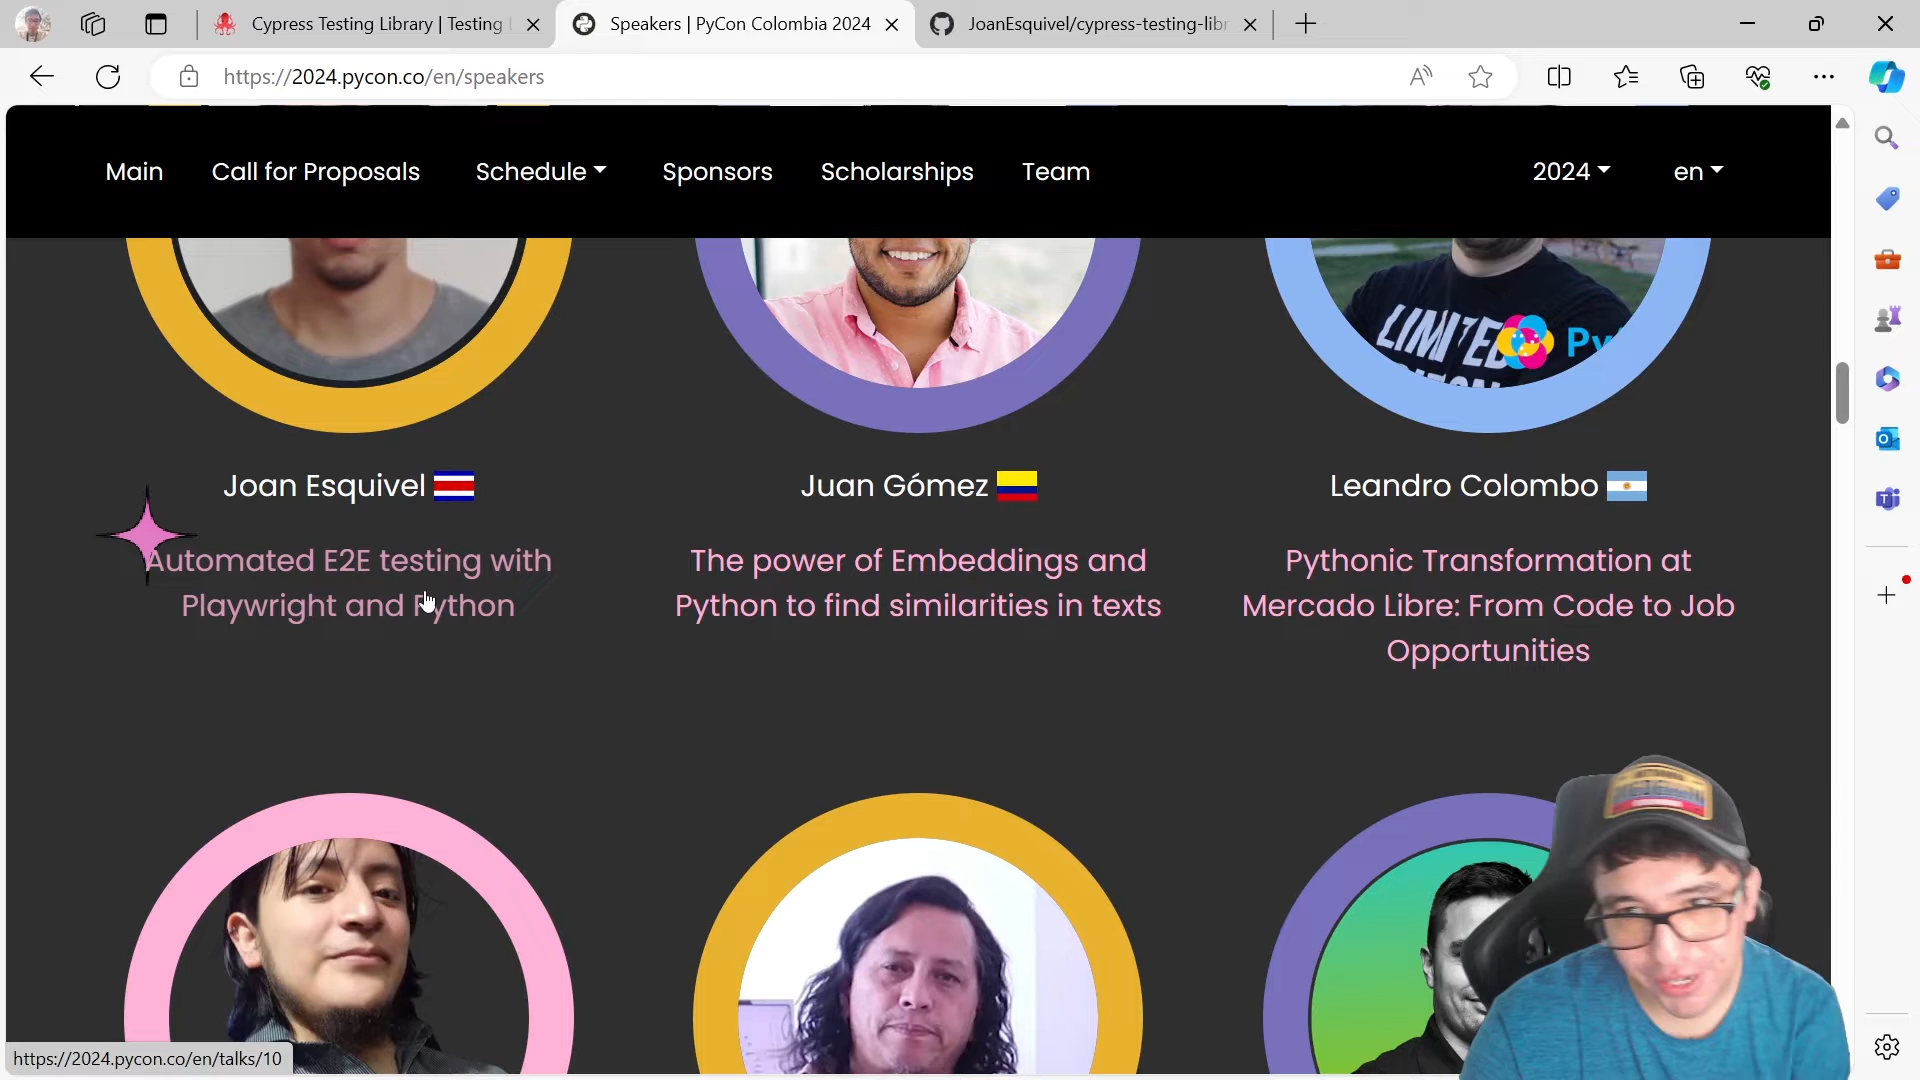 Cypress Testing Library | Testing
Speakers | PyCon Colombia 2024
JoanEsquivel/cypress-testing-libr
https://2024.pycon.co/en/speakers
Main
Call for Proposals
Schedule
Sponsors
Scholarships
Team
2024
en
LIMITED
Py
Joan Esquivel
Juan Gómez
Leandro Colombo
Automated E2E testing with
Playwright and Python
The power of Embeddings and
Python to find similarities in texts
Pythonic Transformation at
Mercado Libre: From Code to Job
Opportunities
https://2024.pycon.co/en/talks/10